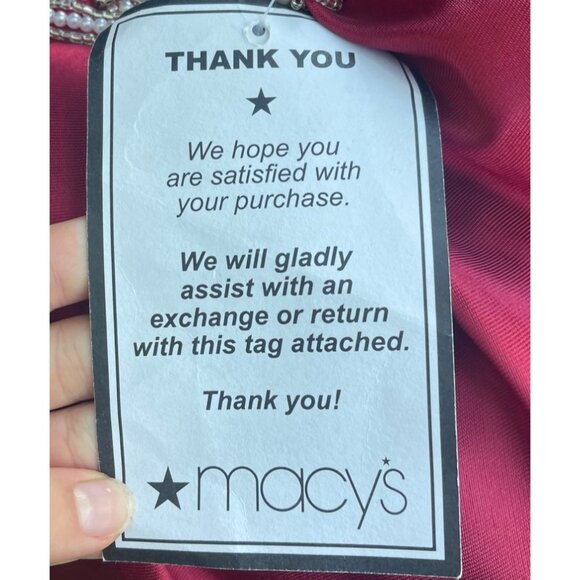 THANK YOU
We hope you
are satisfied with
your purchase.
We will gladly
assist with an
exchange or return
with this tag attached.
Thank you!
macy's